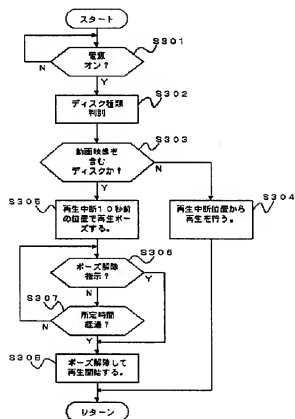 スタート
S301
電源
オン?
N
Y
S302
ディスク種類
判別
S303
動画映像を
含む
ディスクか?
N
Y
S305
再生中断10秒前
の位置で再生ポー
ズする。
S304
再生中断位置から
再生を行う。
S306
ポーズ解除
指示?
Y
N
S307
所定時間
経過?
N
Y
S308
ポーズ解除して
再生開始する。
リターン